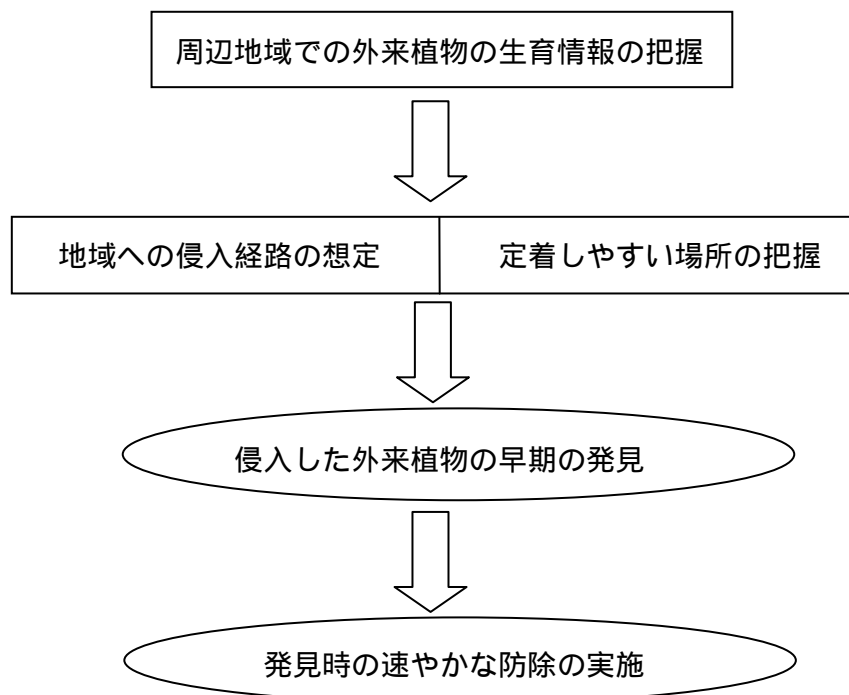 周辺地域での外来植物の生育情報の把握
地域への侵入経路の想定
定着しやすい場所の把握
侵入した外来植物の早期の発見
発見時の速やかな防除の実施